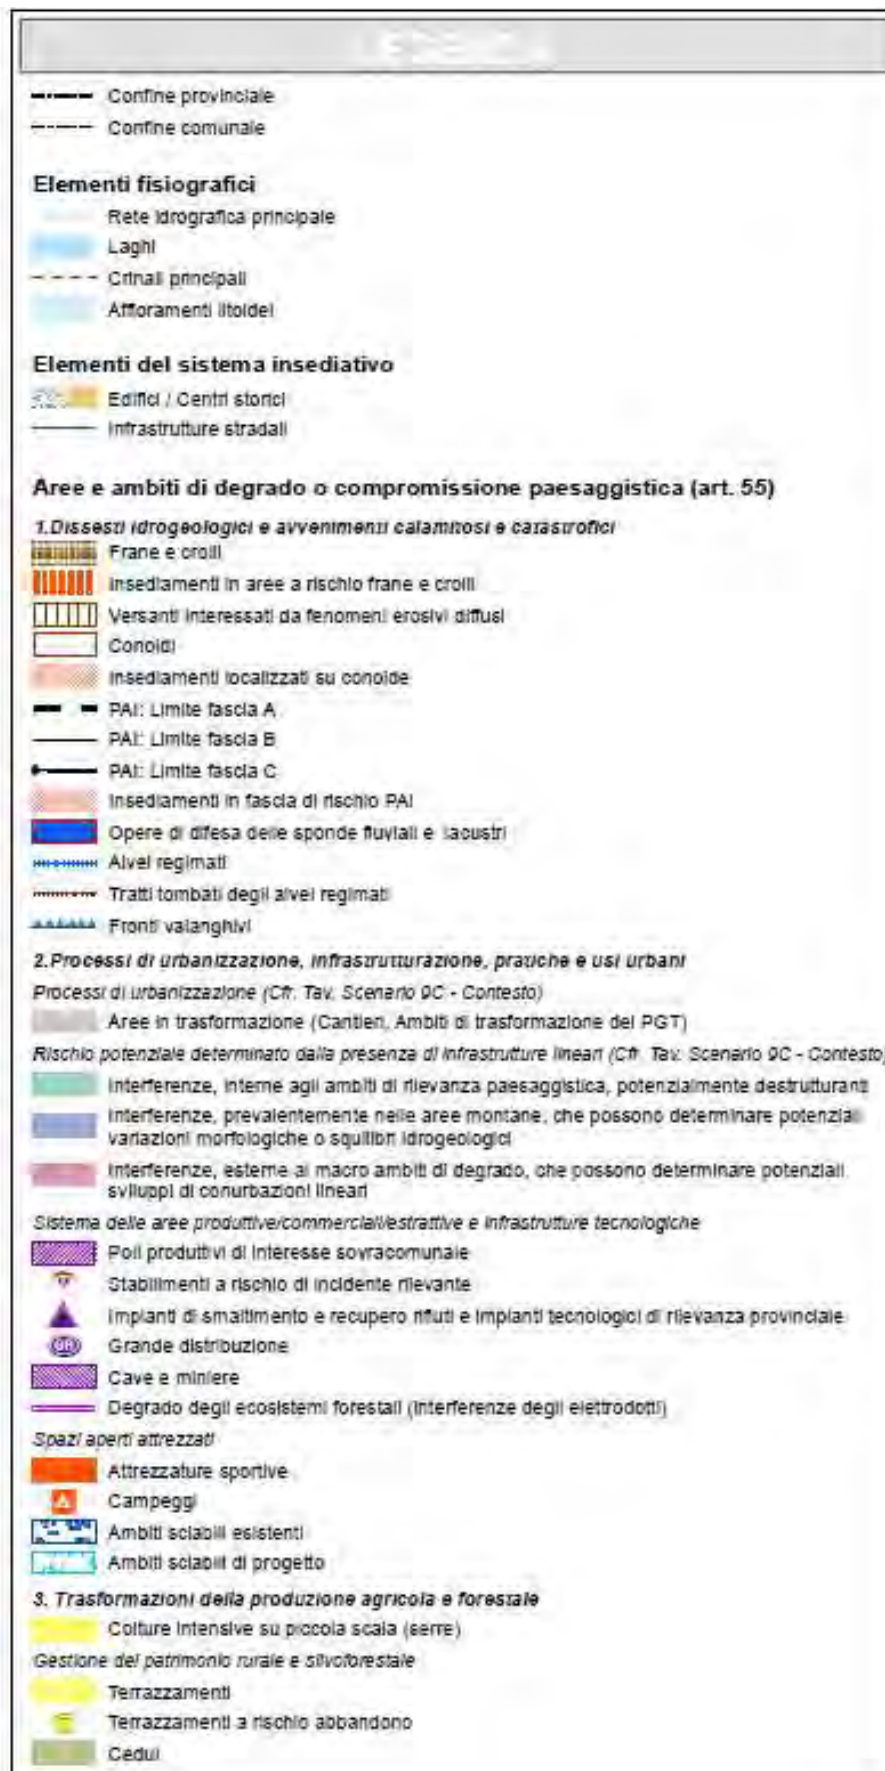 LEGENDA
Confine provinciale
Confine comunale
Elementi fisiografici
Rete idrografica principale
Laghi
Crinali principali
Affioramenti litoidei
Elementi del sistema insediativo
Edifici / Centri storici
Infrastrutture stradali
Aree e ambiti di degrado o compromissione paesaggistica (art. 55)
1.Dissesti idrogeologici e avvenimenti calamitosi e catastrofici
Frane e crolli
Insediamenti in aree a rischio frane e crolli
Versanti interessati da fenomeni erosivi diffusi
Conoidi
Insediamenti localizzati su conoide
PAI: Limite fascia A
PAI: Limite fascia B
PAI: Limite fascia C
Insediamenti in fascia di rischio PAI
Opere di difesa delle sponde fluviali e lacustri
Alvei regimati
Tratti tombati degli alvei regimati
Fronti valanghivi
2.Processi di urbanizzazione, infrastrutturazione, pratiche e usi urbani
Processi di urbanizzazione (Cfr. Tav. Scenario 9C - Contesto)
Aree in trasformazione (Cantieri, Ambiti di trasformazione dei PGT)
Rischio potenziale determinato dalla presenza di infrastrutture lineari (Cfr. Tav. Scenario 9C - Contesto)
Interferenze, interne agli ambiti di rilevanza paesaggistica, potenzialmente destrutturanti
Interferenze, prevalentemente nelle aree montane, che possono determinare potenziali
variazioni morfologiche o squilibri idrogeologici
Interferenze, esterne ai macro ambiti di degrado, che possono determinare potenziali
sviluppi di conurbazioni lineari
Sistema delle aree produttive/commerciali/estrattive e infrastrutture tecnologiche
Poli produttivi di interesse sovracomunale
Stabilimenti a rischio di incidente rilevante
Impianti di smaltimento e recupero rifiuti e impianti tecnologici di rilevanza provinciale
Grande distribuzione
Cave e miniere
Degrado degli ecosistemi forestali (interferenze degli elettrodotti)
Spazi aperti attrezzati
Attrezzature sportive
Campeggi
Ambiti sciabili esistenti
Ambiti sciabili di progetto
3. Trasformazioni della produzione agricola e forestale
Colture intensive su piccola scala (serre)
Gestione del patrimonio rurale e silvoforestale
Terrazzamenti
Terrazzamenti a rischio abbandono
Cedui